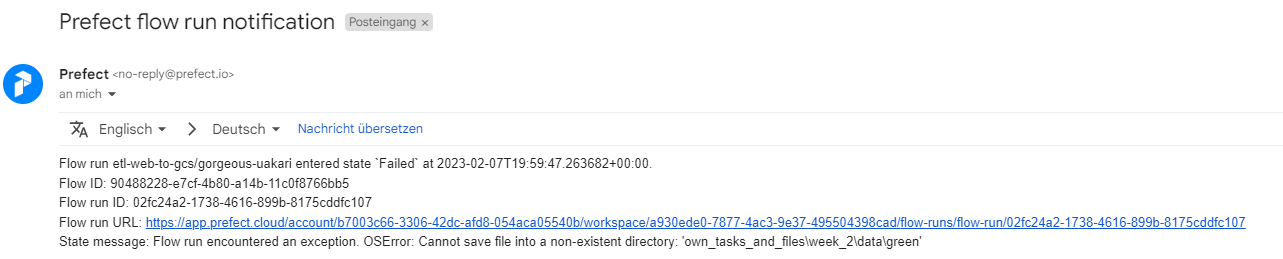 Prefect flow run notification Posteingang ×
Prefect <no-reply@prefect.io>
an mich
Englisch > Deutsch Nachricht übersetzen
Flow run etl-web-to-gcs/gorgeous-uakari entered state `Failed` at 2023-02-07T19:59:47.263682+00:00.
Flow ID: 90488228-e7cf-4b80-a14b-11c0f8766bb5
Flow run ID: 02fc24a2-1738-4616-899b-8175cddfc107
Flow run URL: https://app.prefect.cloud/account/b7003c66-3306-42dc-afd8-054aca05540b/workspace/a930ede0-7877-4ac3-9e37-495504398cad/flow-runs/flow-run/02fc24a2-1738-4616-899b-8175cddfc107
State message: Flow run encountered an exception. OSError: Cannot save file into a non-existent directory: 'own_tasks_and_files\week_2\data\green'